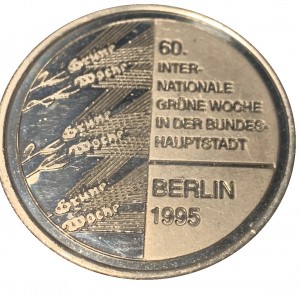 Grüne
Woche
Grüne
Woche
Grüne
Woche
60.
INTER-
NATIONALE
GRÜNE WOCHE
IN DER BUNDES-
HAUPTSTADT
BERLIN
1995